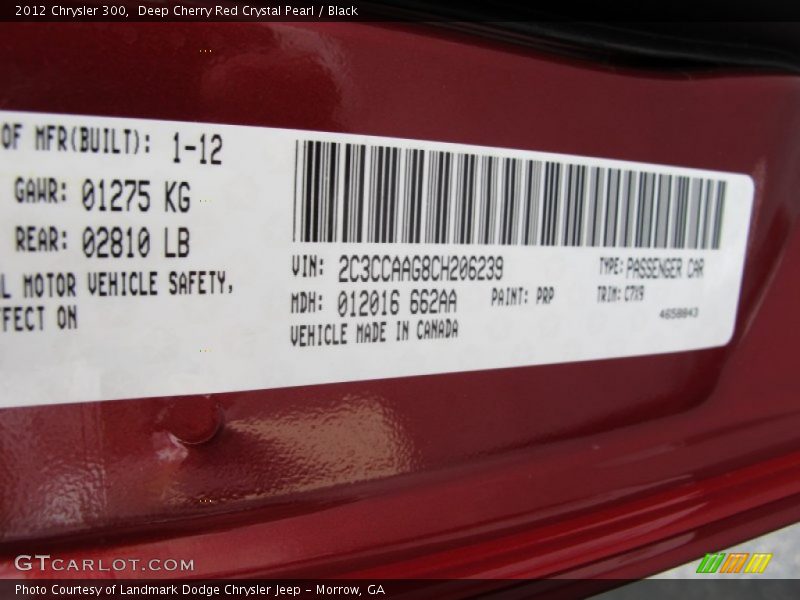 2012 Chrysler 300,  Deep Cherry Red Crystal Pearl / Black
OF MFR(BUILT): 1-12
GAWR: 01275 KG
REAR: 02810 LB
L MOTOR VEHICLE SAFETY,
FFECT ON
VIN: 2C3CCAAG8CH206239
TYPE: PASSENGER CAR
MDH: 012016 662AA
PAINT: PRP
TRIM: C7X9
VEHICLE MADE IN CANADA
4658843
GTCARLOT.COM
Photo Courtesy of Landmark Dodge Chrysler Jeep - Morrow, GA